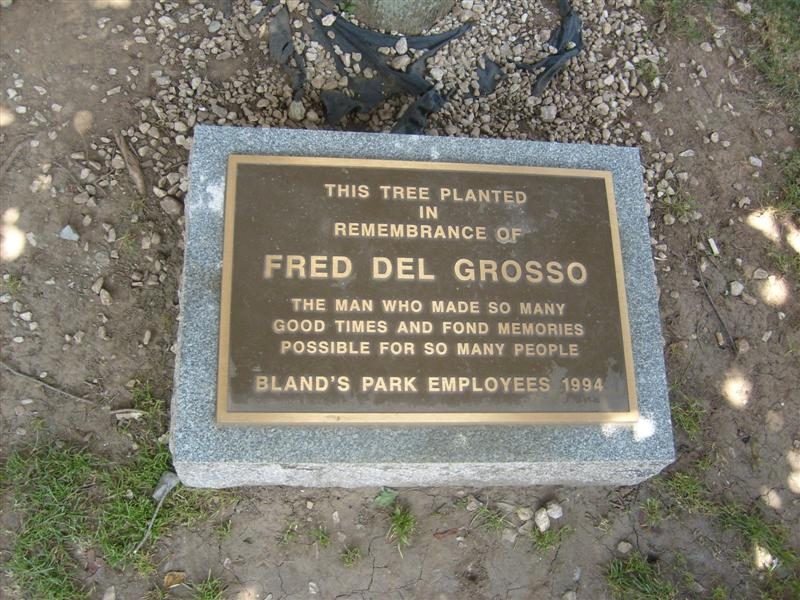 THIS TREE PLANTED
IN
REMEMBRANCE OF
FRED DEL GROSSO
THE MAN WHO MADE SO MANY
GOOD TIMES AND FOND MEMORIES
POSSIBLE FOR SO MANY PEOPLE
BLAND'S PARK EMPLOYEES 1994